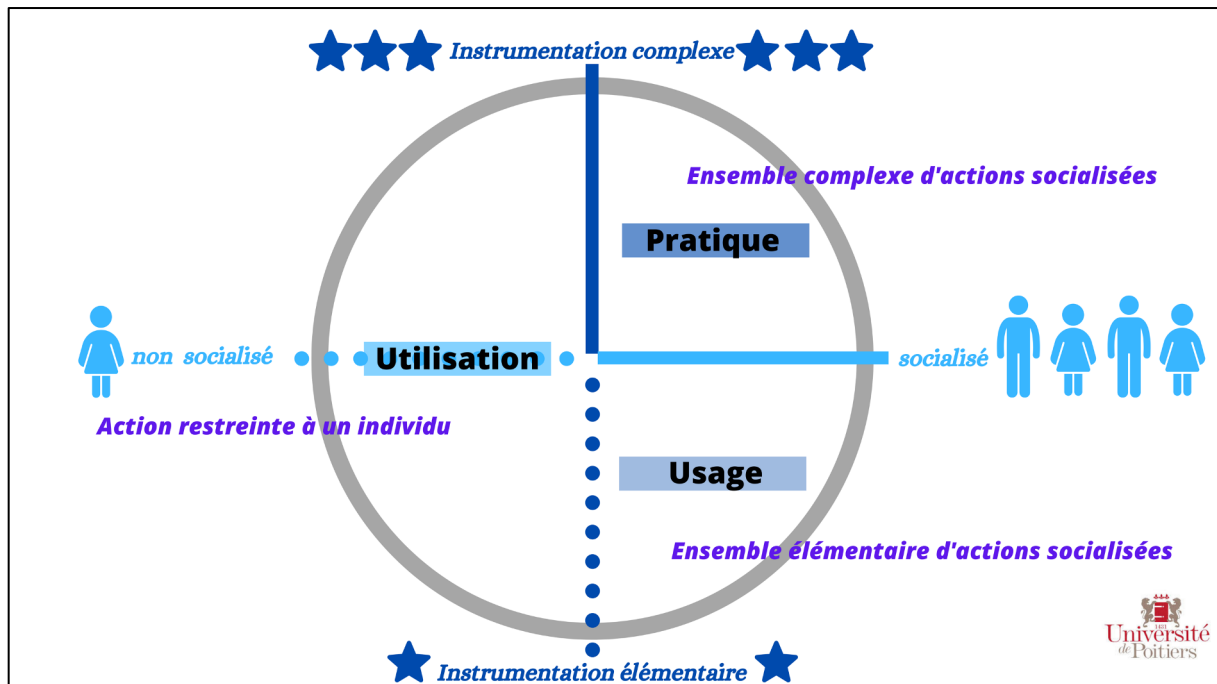 Instrumentation complexe
Ensemble complexe d'actions socialisées
Pratique
non socialisé
Utilisation
socialisé
Action restreinte à un individu
Usage
Ensemble élémentaire d'actions socialisées
Instrumentation élémentaire
1431
Université
de Poitiers